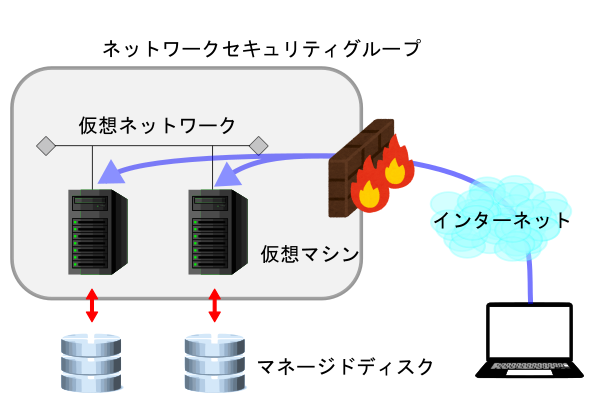 ネットワークセキュリティグループ
仮想ネットワーク
インターネット
仮想マシン
マネージドディスク